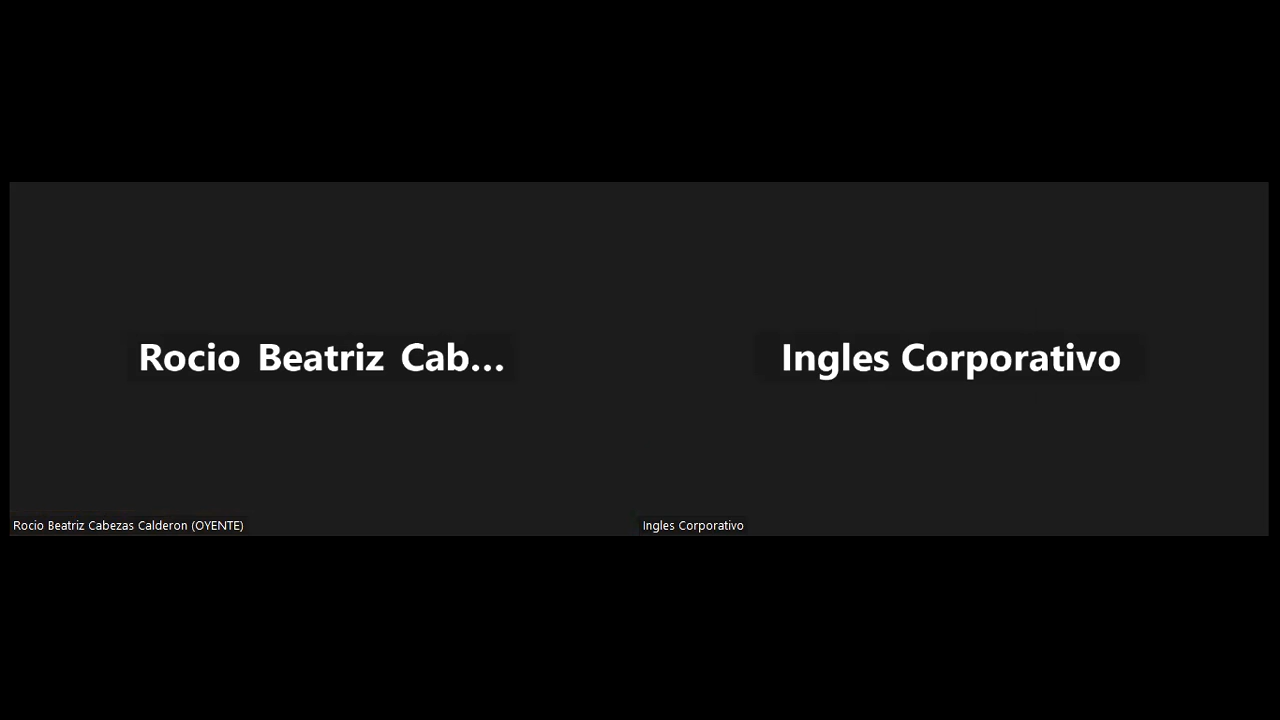 Rocio Beatriz Cab...
Ingles Corporativo
Rocio Beatriz Cabezas Calderon (OYENTE)
Ingles Corporativo